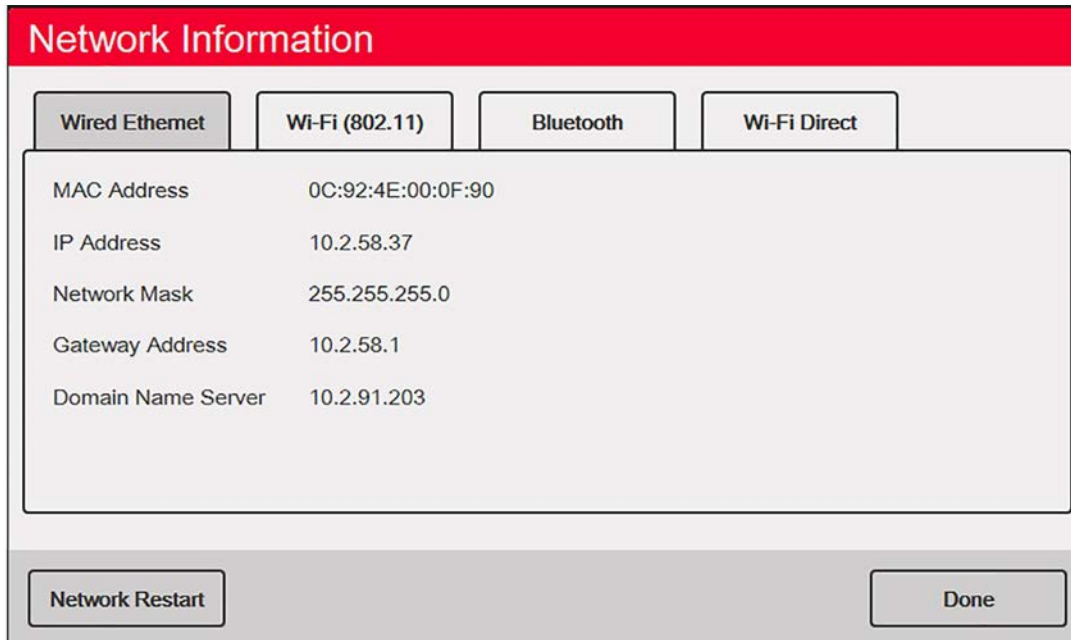 Network Information
Wired Ethernet Wi-Fi (802.11) Bluetooth Wi-Fi Direct
MAC Address 0C:92:4E:00:0F:90
IP Address 10.2.58.37
Network Mask 255.255.255.0
Gateway Address 10.2.58.1
Domain Name Server 10.2.91.203
Network Restart Done